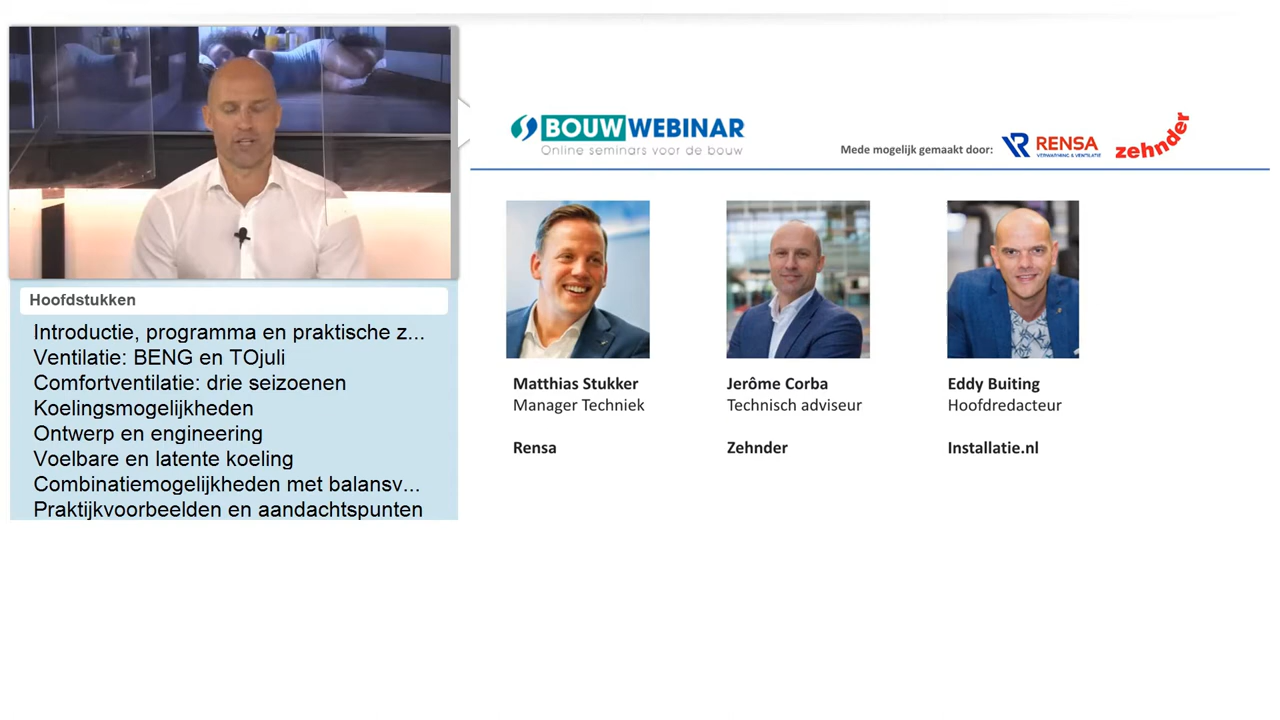 BOUWWEBINAR
Online seminars voor de bouw
Mede mogelijk gemaakt door:
RENSA
VERWARMING & VENTILATIE
zehnder
Matthias Stukker
Manager Techniek
Rensa
Jerôme Corba
Technisch adviseur
Zehnder
Eddy Buiting
Hoofdredacteur
Installatie.nl
Hoofdstukken
Introductie, programma en praktische z...
Ventilatie: BENG en TOjuli
Comfortventilatie: drie seizoenen
Koelingsmogelijkheden
Ontwerp en engineering
Voelbare en latente koeling
Combinatiemogelijkheden met balansv...
Praktijkvoorbeelden en aandachtspunten